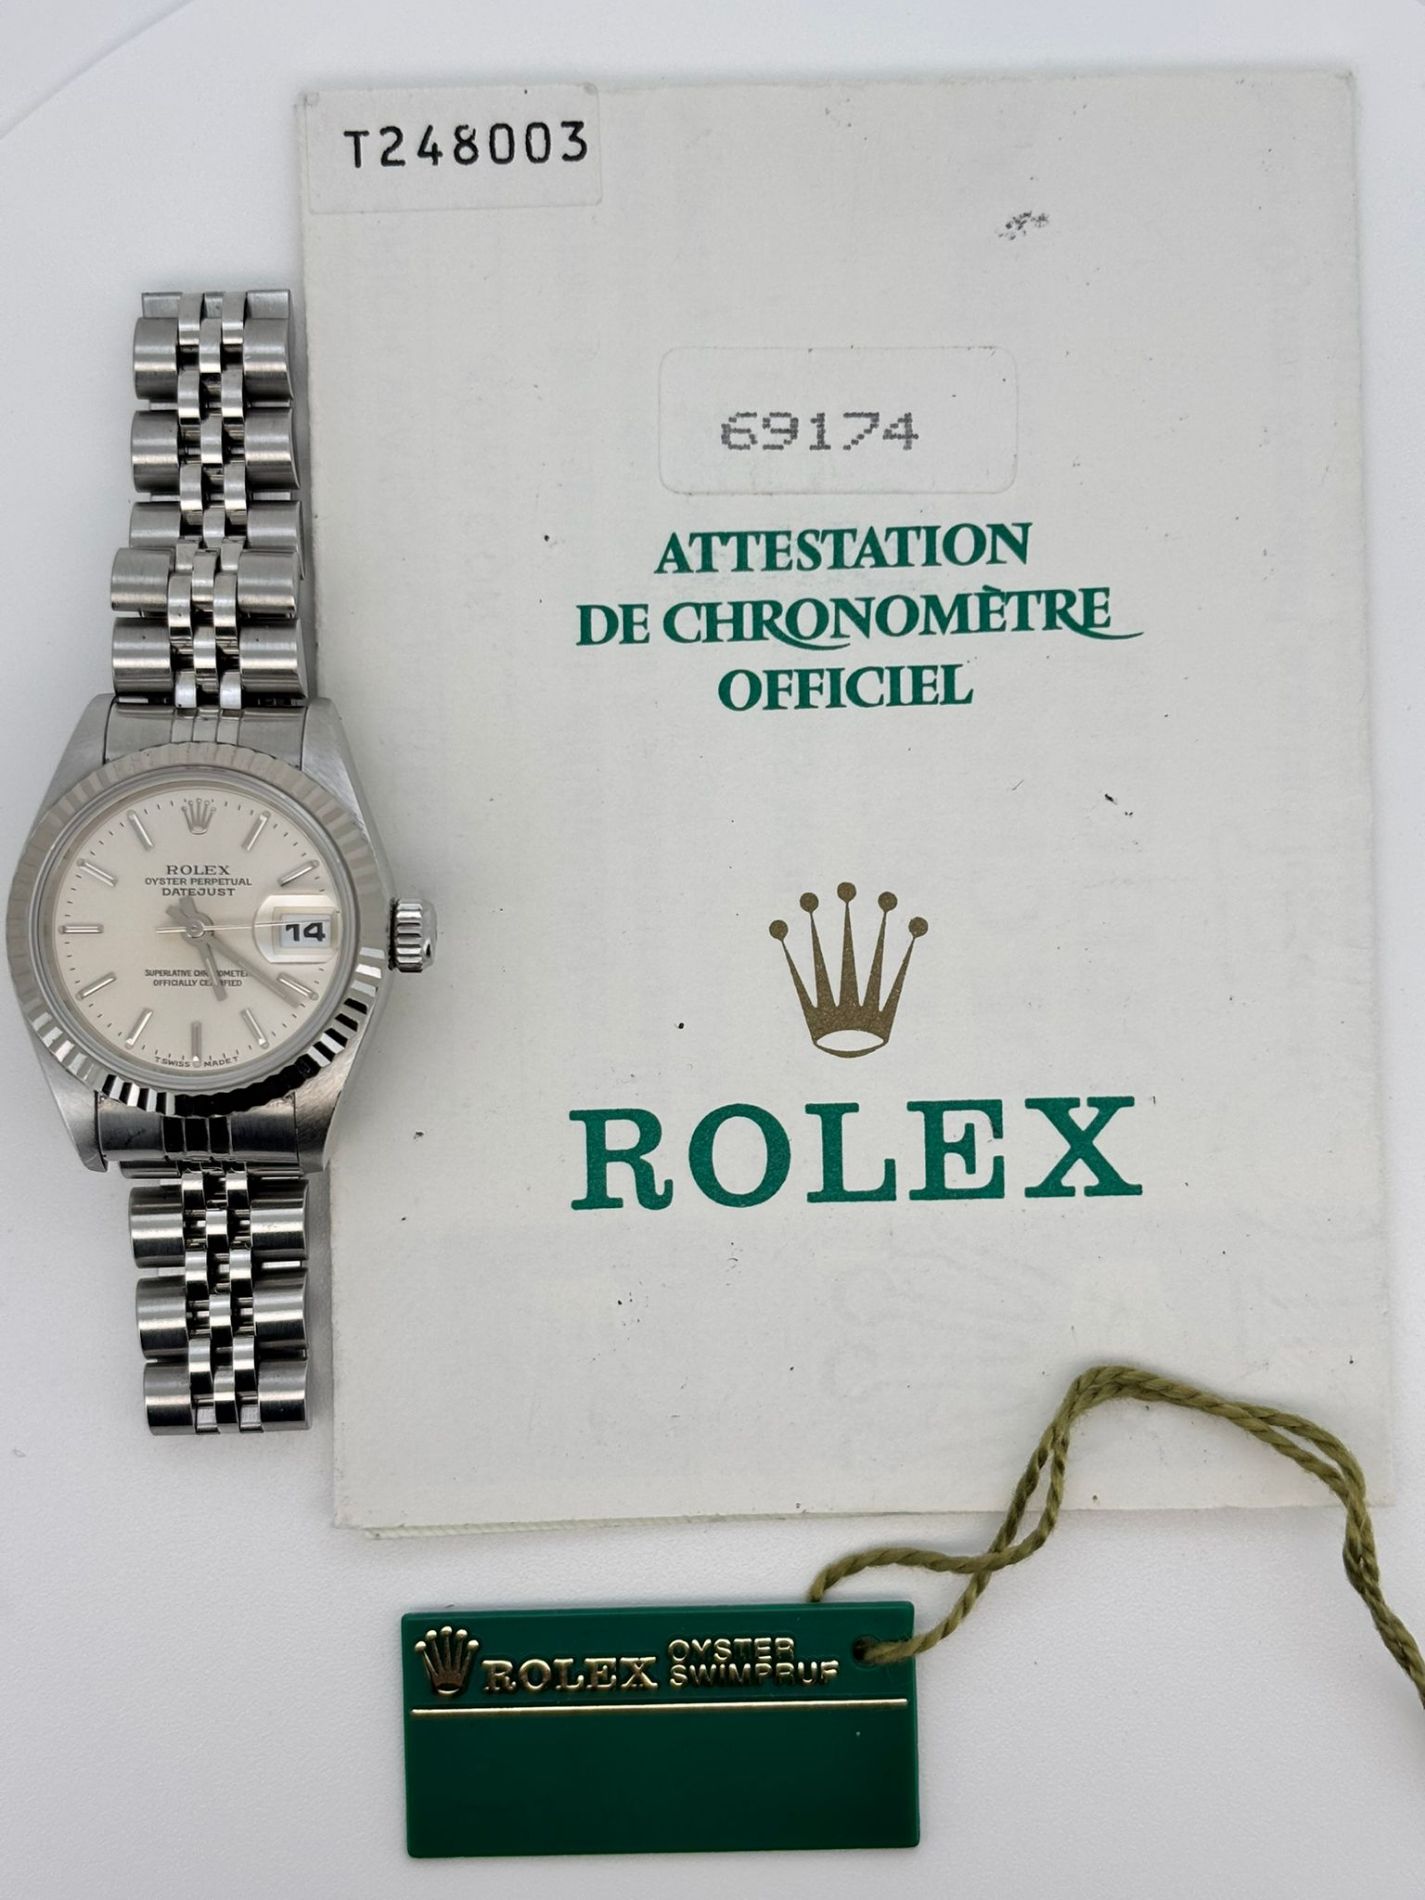 T248003
69174
ATTESTATION
DE CHRONOMÈTRE
OFFICIEL
ROLEX
ROLEX
OYSTER PERPETUAL
DATEJUST
14
SUPERLATIVE CHRONOMETER
OFFICIALLY CERTIFIED
T SWISS MADE T
ROLEX OYSTER
SWIMPRUF